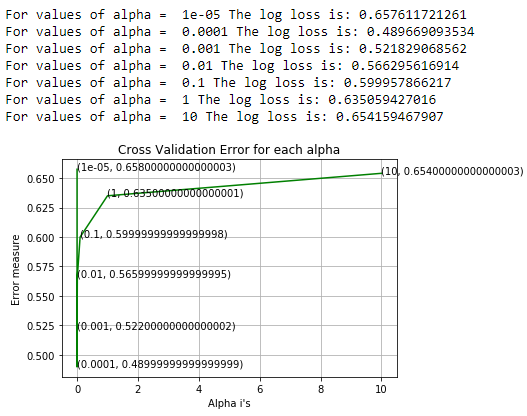 For values of alpha =  1e-05 The log loss is: 0.657611721261
For values of alpha =  0.0001 The log loss is: 0.489669093534
For values of alpha =  0.001 The log loss is: 0.521829068562
For values of alpha =  0.01 The log loss is: 0.566295616914
For values of alpha =  0.1 The log loss is: 0.599957866217
For values of alpha =  1 The log loss is: 0.635059427016
For values of alpha =  10 The log loss is: 0.654159467907
Cross Validation Error for each alpha
(1e-05, 0.65800000000000003)
(10, 0.65400000000000003)
(1, 0.63500000000000001)
(0.1, 0.59999999999999998)
(0.01, 0.56599999999999995)
(0.001, 0.52200000000000002)
(0.0001, 0.48999999999999999)
0.650
0.625
0.600
0.575
0.550
0.525
0.500
Error measure
0 2 4 6 8 10
Alpha i's